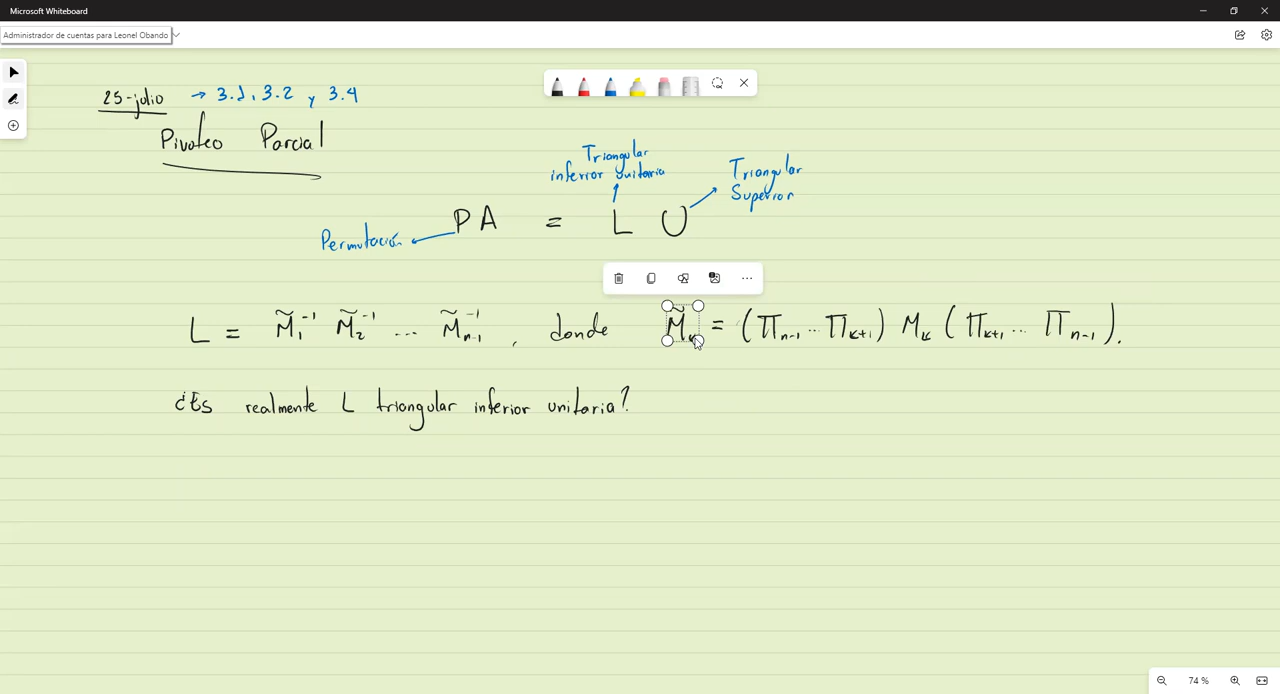 Microsoft Whiteboard
Administrador de cuentas para Leonel Obando
25-julio → 3.1, 3.2 y 3.4
Pivoteo Parcial
Triangular
inferior unitaria
Triangular
Superior
PA = L U
Permutación
L = M̃₁⁻¹ M̃₂⁻¹ ... M̃ₙ₋₁⁻¹, donde M̃ₖ = (Πₙ₋₁ ... Πₖ₊₁) Mₖ (Πₖ₊₁ ... Πₙ₋₁).
¿Es realmente L triangular inferior unitaria?
74 %